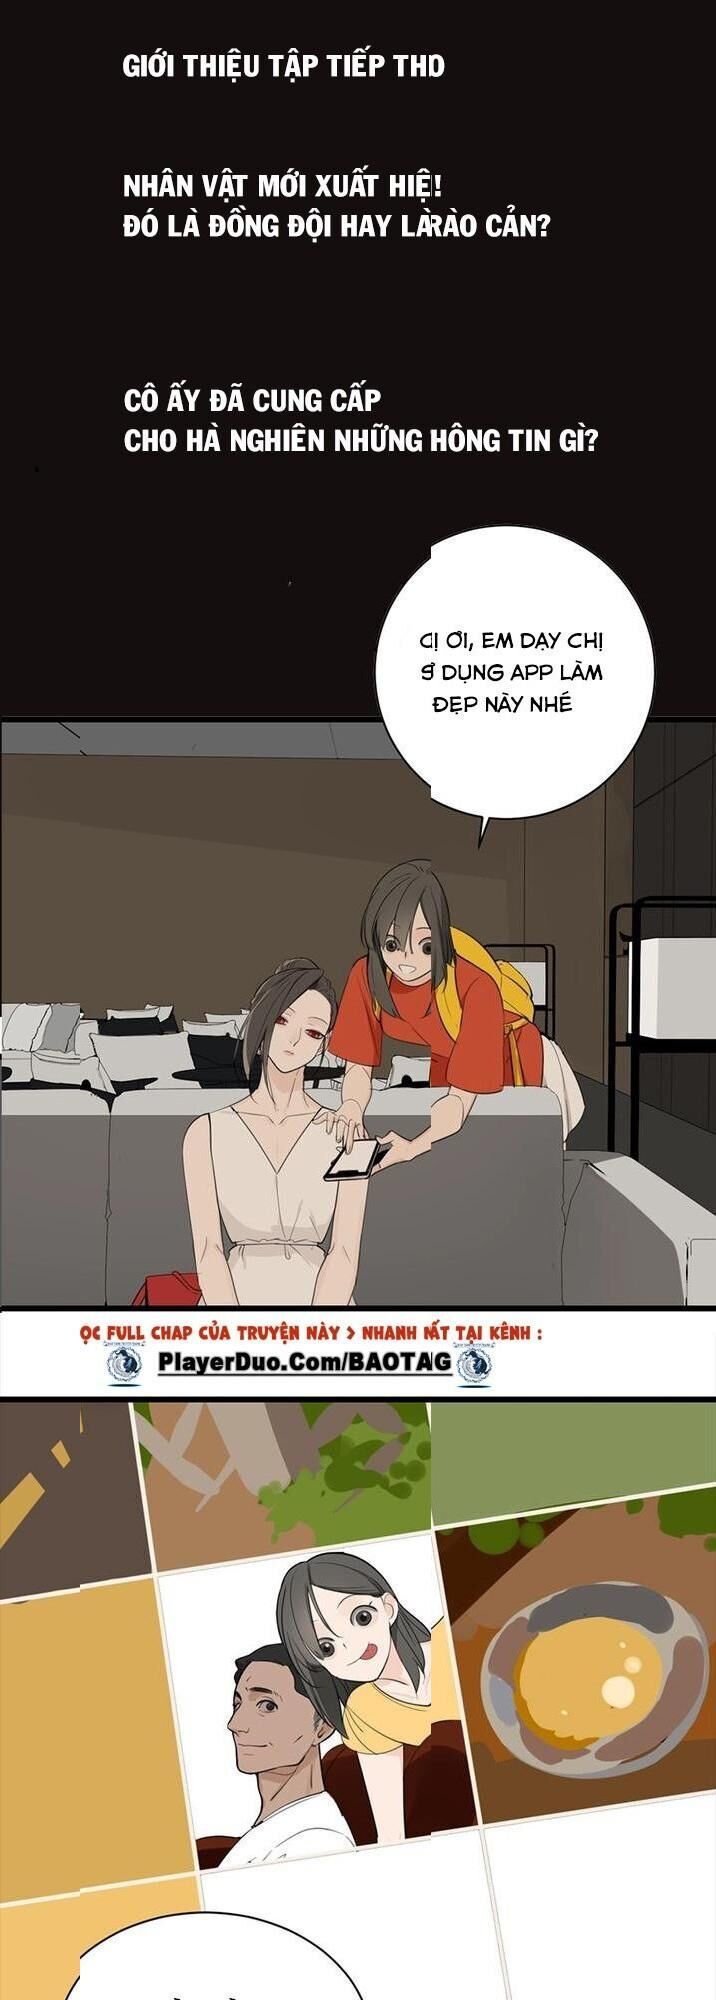 GIỚI THIỆU TẬP TIẾP THD
NHÂN VẬT MỚI XUẤT HIỆ!
ĐÓ LÀ ĐỒNG ĐỘI HAY LÀRÀO CẢN?
CÔ ẤY ĐÃ CUNG CẤP
CHO HÀ NGHIÊN NHỮNG HÔNG TIN GÌ?
CỊ ƠI, EM DẠY CHỊ
DỤNG APP LÀM
ĐẸP NÀY NHÉ
ỌC FULL CHAP CỦA TRUYỆN NÀY > NHANH NẤT TẠI KÊNH :
PLAYERDUO.COM/BAOTAG